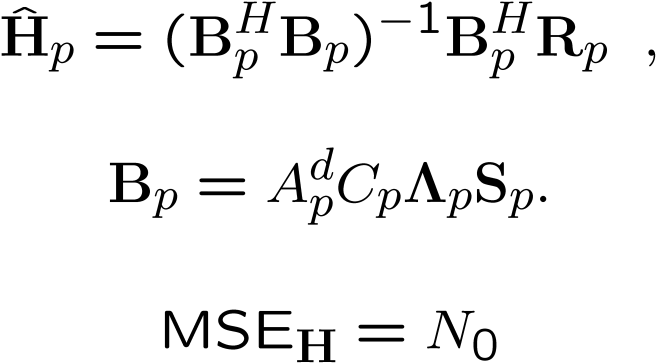 Ĥ_p = (B_p^H B_p)^{-1} B_p^H R_p ,
B_p = A_p^d C_p Λ_p S_p.
MSE_H = N_0